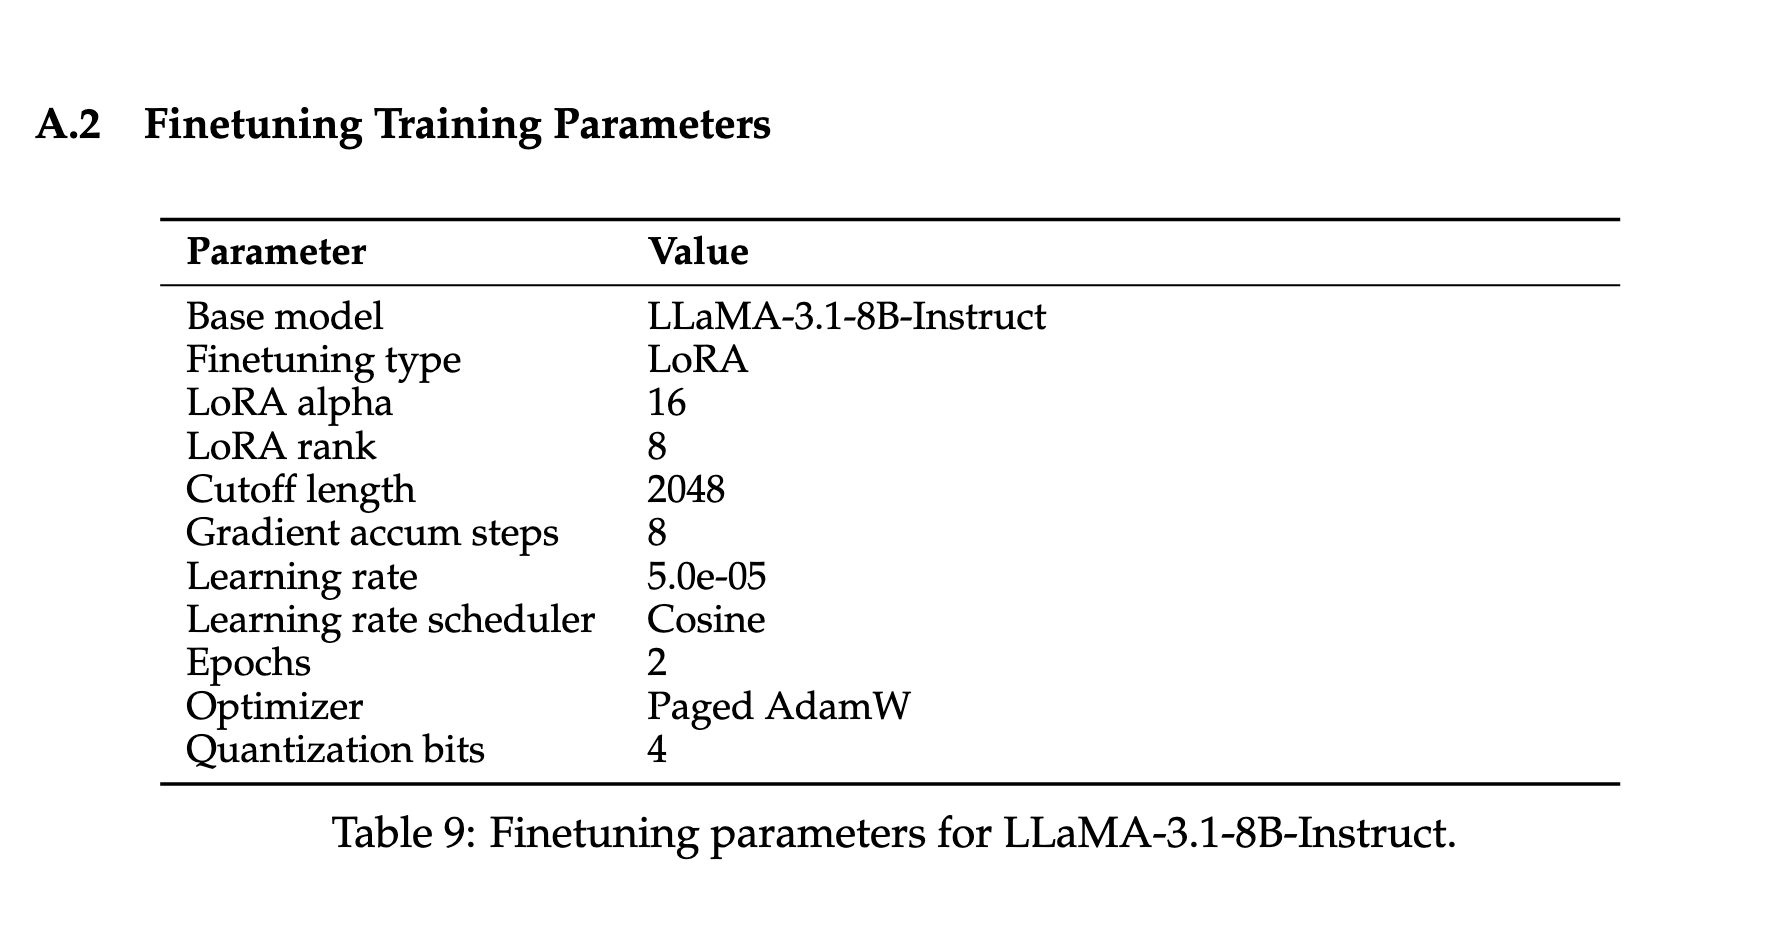 A.2 Finetuning Training Parameters
Parameter Value
Base model LLaMA-3.1-8B-Instruct
Finetuning type LoRA
LoRA alpha 16
LoRA rank 8
Cutoff length 2048
Gradient accum steps 8
Learning rate 5.0e-05
Learning rate scheduler Cosine
Epochs 2
Optimizer Paged AdamW
Quantization bits 4
Table 9: Finetuning parameters for LLaMA-3.1-8B-Instruct.